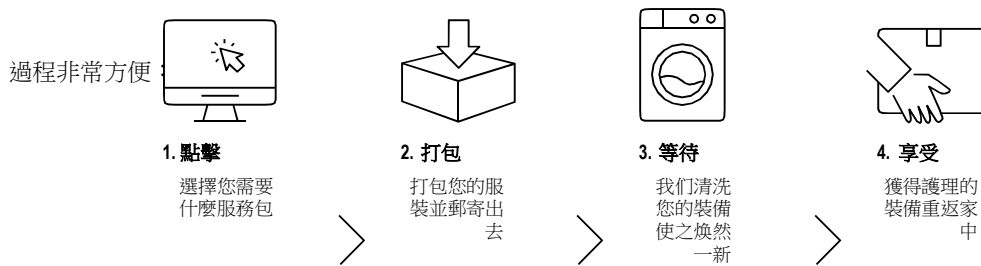 過程非常方便：
1. 點擊
選擇您需要
什麼服務包
2. 打包
打包您的服
裝並郵寄出
去
3. 等待
我们清洗
您的裝備
使之焕然
一新
4. 享受
獲得護理的
裝備重返家
中